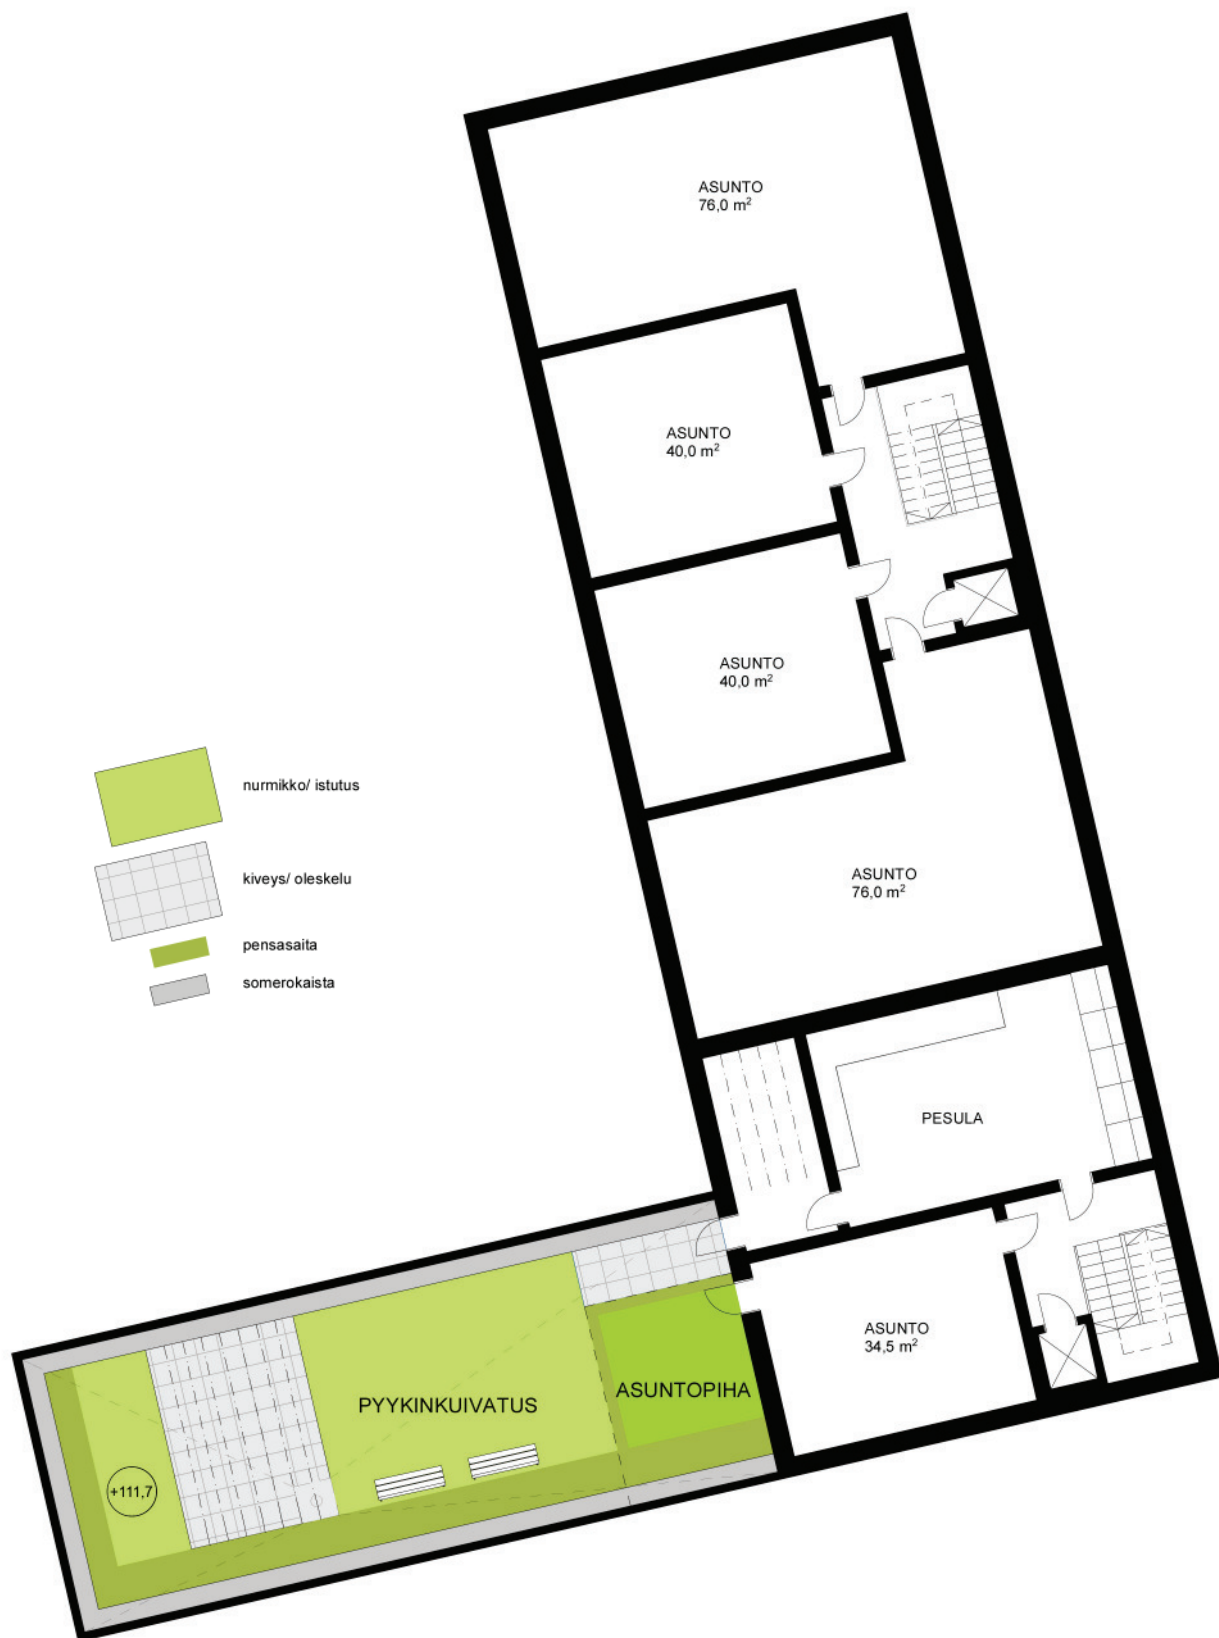 ASUNTO
76,0 m²
ASUNTO
40,0 m²
ASUNTO
40,0 m²
nurmikko/ istutus
kiveys/ oleskelu
pensasaita
somerokaista
ASUNTO
76,0 m²
PESULA
ASUNTO
34,5 m²
ASUNTOPIHA
PYYKINKUIVATUS
+111,7